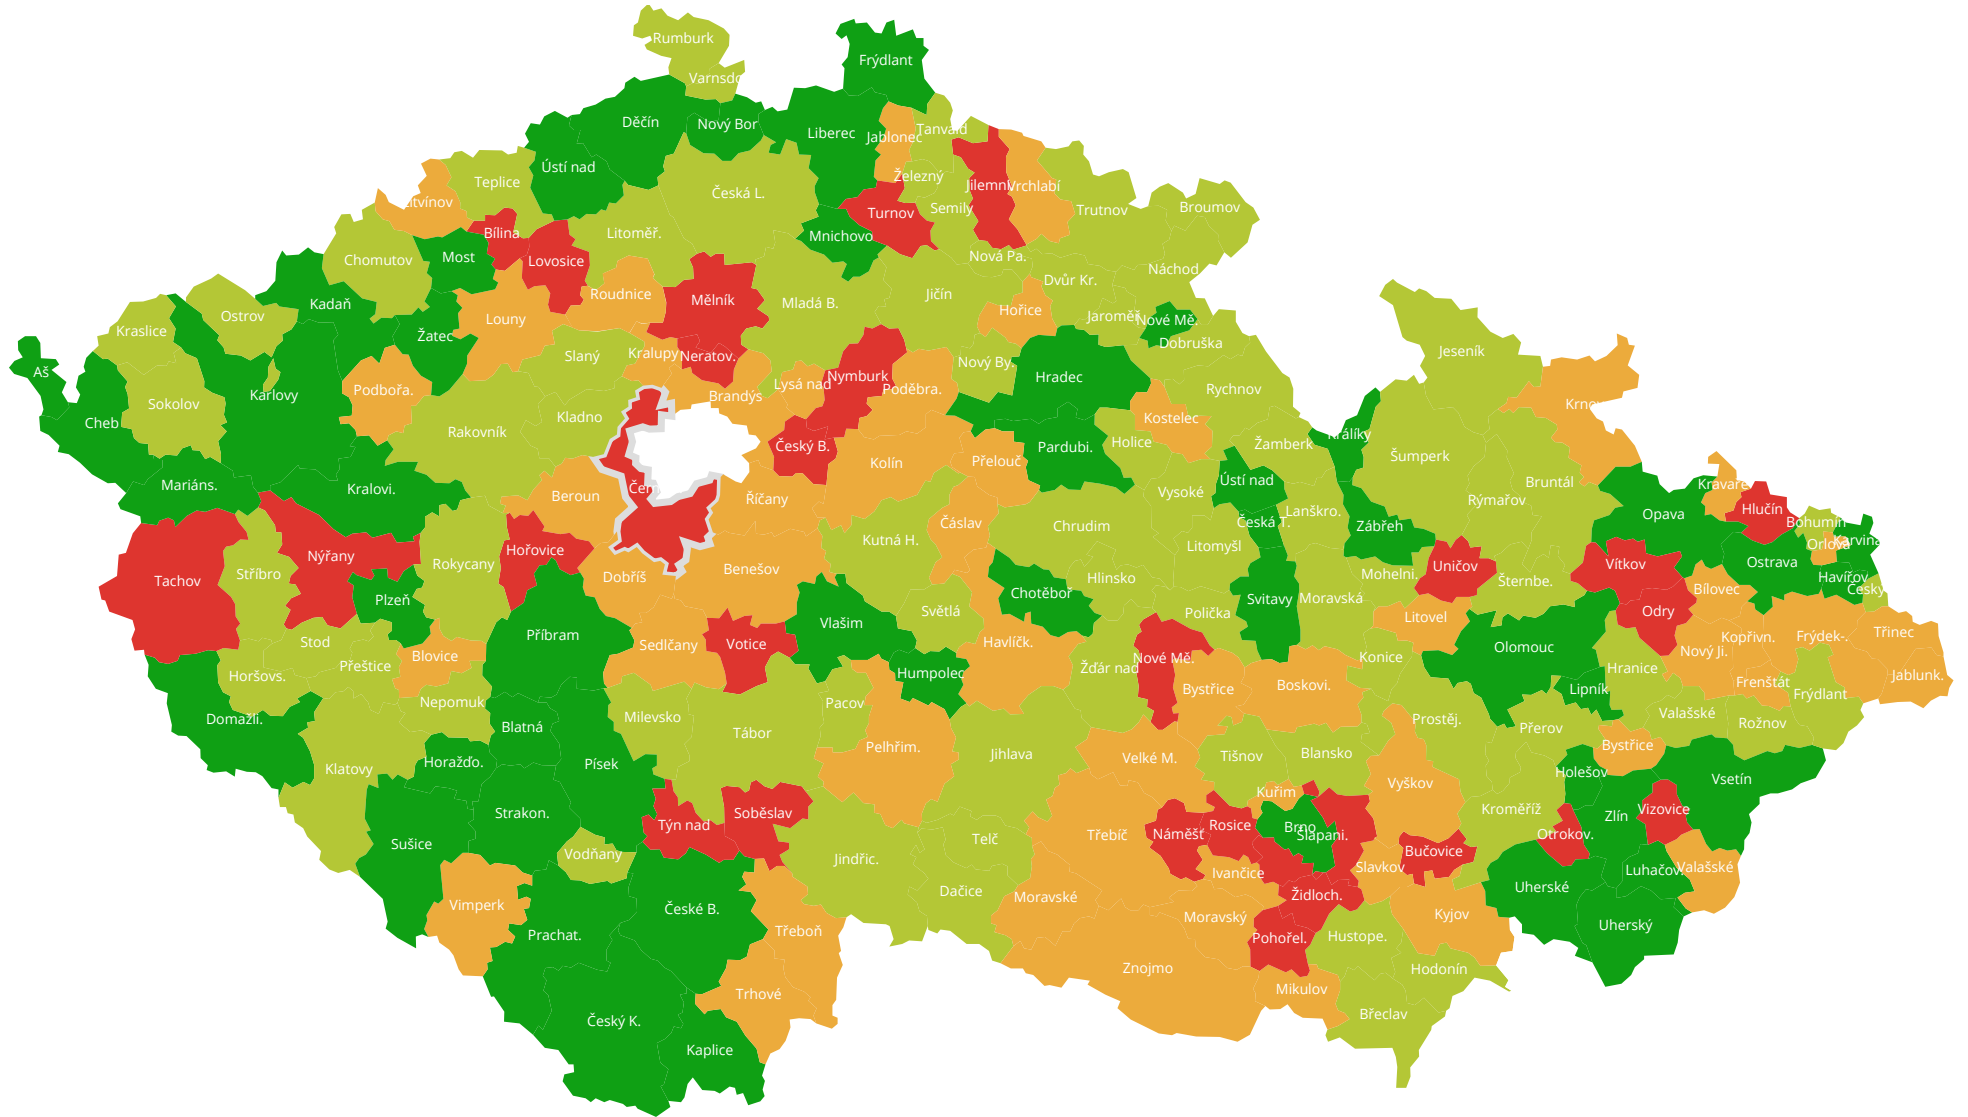 Rumburk
Varnsdo
Frýdlant
Děčín
Nový Bor
Liberec
Jablonec
Tanvald
Ústí nad
Teplice
Železný
Česká L.
Jilemni
Vrchlabí
Litvínov
Semily
Trutnov
Broumov
Turnov
Bílina
Litoměř.
Mnichovo
Most
Lovosice
Chomutov
Nová Pa.
Náchod
Dvůr Kr.
Kadaň
Roudnice
Mělník
Mladá B.
Jičín
Hořice
Ostrov
Louny
Jaroměř
Nové Mě.
Kraslice
Žatec
Dobruška
Slaný
Kralupy
Neratov.
Jeseník
Nový By.
Aš
Nymburk
Hradec
Lysá nad
Podbořa.
Poděbra.
Rychnov
Karlovy
Brandýs
Sokolov
Krnov
Kladno
Kostelec
Cheb
Rakovník
Králíky
Holice
Žamberk
Český B.
Pardubi.
Šumperk
Kolín
Přelouč
Mariáns.
Kralovi.
Ústí nad
Bruntál
Kravaře
Čern
Vysoké
Beroun
Říčany
Rýmařov
Hlučín
Lanškro.
Opava
Česká T.
Bohumín
Čáslav
Chrudim
Zábřeh
Kutná H.
Orlová
Karviná
Litomyšl
Hořovice
Nýřany
Rokycany
Vítkov
Ostrava
Uničov
Benešov
Stříbro
Mohelni.
Havířov
Dobříš
Hlinsko
Tachov
Šternbe.
Český
Bílovec
Chotěboř
Plzeň
Svitavy
Moravská
Světlá
Odry
Polička
Litovel
Vlašim
Třinec
Příbram
Kopřivn.
Frýdek-.
Stod
Havlíčk.
Sedlčany
Votice
Olomouc
Nový Ji.
Blovice
Nové Mě.
Konice
Přeštice
Žďár nad
Hranice
Humpolec
Horšovs.
Jablunk.
Frenštát
Boskovi.
Bystřice
Lipník
Frýdlant
Nepomuk
Pacov
Valašské
Milevsko
Domažli.
Prostěj.
Rožnov
Blatná
Přerov
Tábor
Pelhřim.
Bystřice
Jihlava
Blansko
Tišnov
Velké M.
Horažďo.
Písek
Klatovy
Holešov
Vsetín
Vyškov
Kuřim
Kroměříž
Vizovice
Strakon.
Soběslav
Zlín
Týn nad
Rosice
Brno
Šlapani.
Třebíč
Náměšť
Otrokov.
Telč
Sušice
Bučovice
Vodňany
Jindřic.
Slavkov
Valašské
Luhačov.
Ivančice
Uherské
Dačice
Židloch.
Moravské
Vimperk
České B.
Kyjov
Moravský
Uherský
Třeboň
Prachat.
Hustope.
Pohořel.
Znojmo
Hodonín
Mikulov
Trhové
Břeclav
Český K.
Kaplice